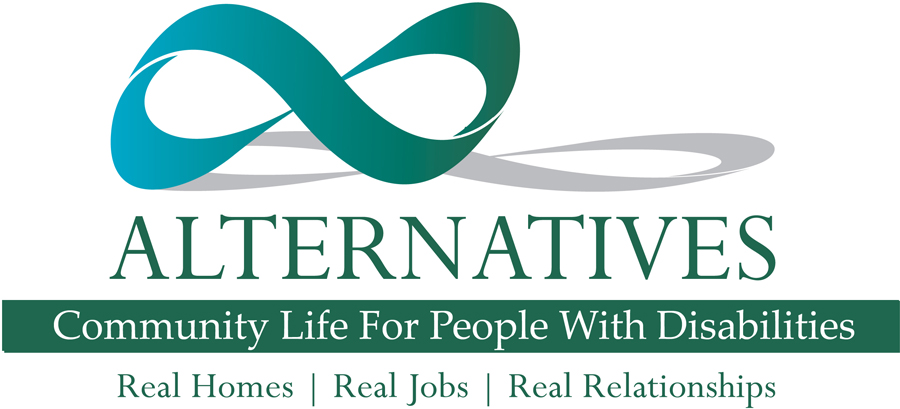 ALTERNATIVES
Community Life For People With Disabilities
Real Homes | Real Jobs | Real Relationships